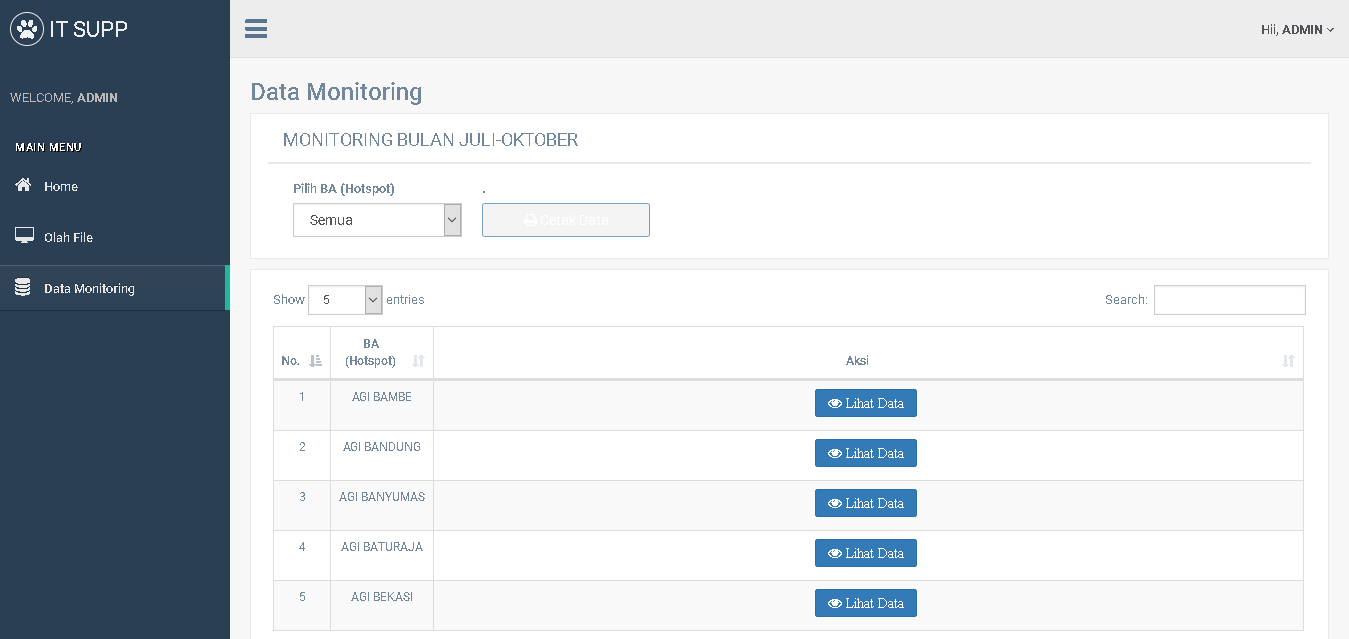 IT SUPP
Hii, ADMIN
WELCOME, ADMIN
MAIN MENU
Home
Olah File
Data Monitoring
Data Monitoring
MONITORING BULAN JULI-OKTOBER
Pilih BA (Hotspot)
.
Semua
Cetak Data
Show 5 entries
Search:
No.
BA
(Hotspot)
Aksi
1 AGI BAMBE Lihat Data
2 AGI BANDUNG Lihat Data
3 AGI BANYUMAS Lihat Data
4 AGI BATURAJA Lihat Data
5 AGI BEKASI Lihat Data